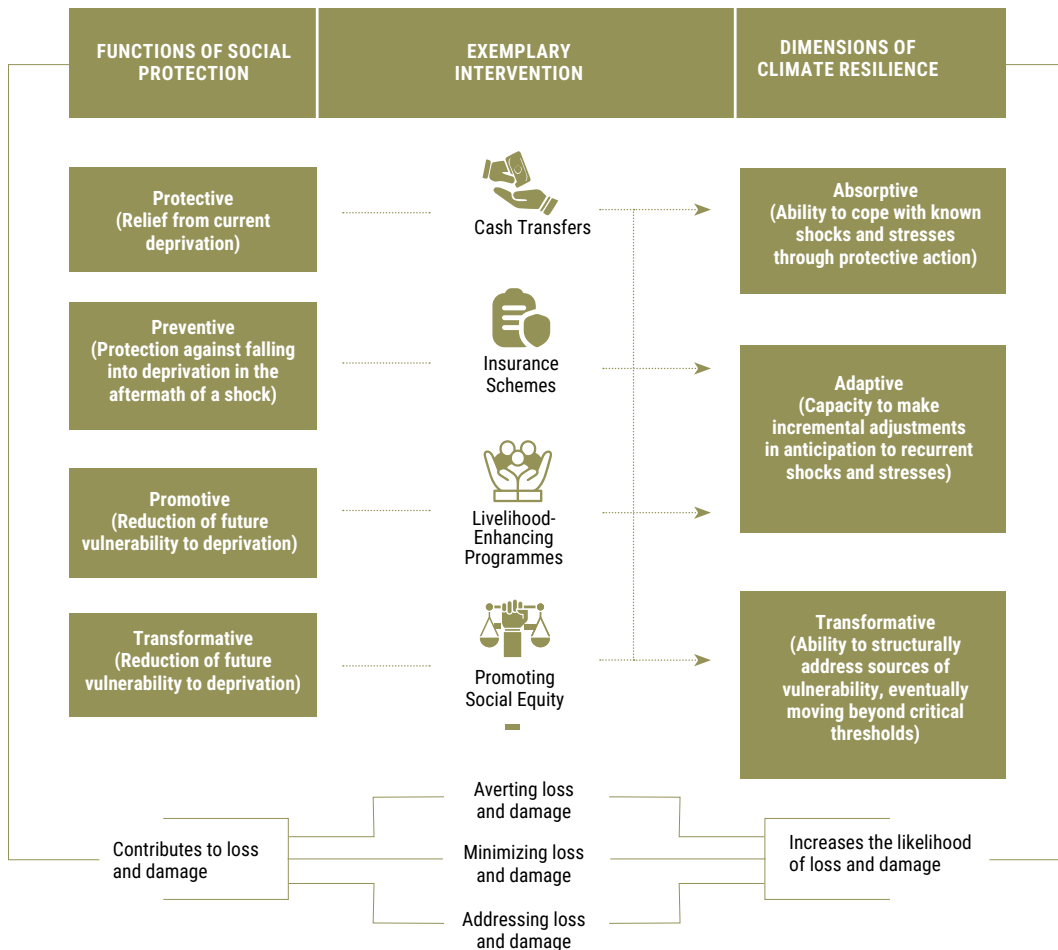 FUNCTIONS OF SOCIAL
PROTECTION
EXEMPLARY
INTERVENTION
DIMENSIONS OF
CLIMATE RESILIENCE
Protective
(Relief from current
deprivation)
Cash Transfers
Absorptive
(Ability to cope with known
shocks and stresses
through protective action)
Preventive
(Protection against falling
into deprivation in the
aftermath of a shock)
Insurance
Schemes
Adaptive
(Capacity to make
incremental adjustments
in anticipation to recurrent
shocks and stresses)
Promotive
(Reduction of future
vulnerability to deprivation)
Livelihood-
Enhancing
Programmes
Transformative
(Reduction of future
vulnerability to deprivation)
Promoting
Social Equity
Transformative
(Ability to structurally
address sources of
vulnerability, eventually
moving beyond critical
thresholds)
Contributes to loss
and damage
Averting loss
and damage
Minimizing loss
and damage
Addressing loss
and damage
Increases the likelihood
of loss and damage